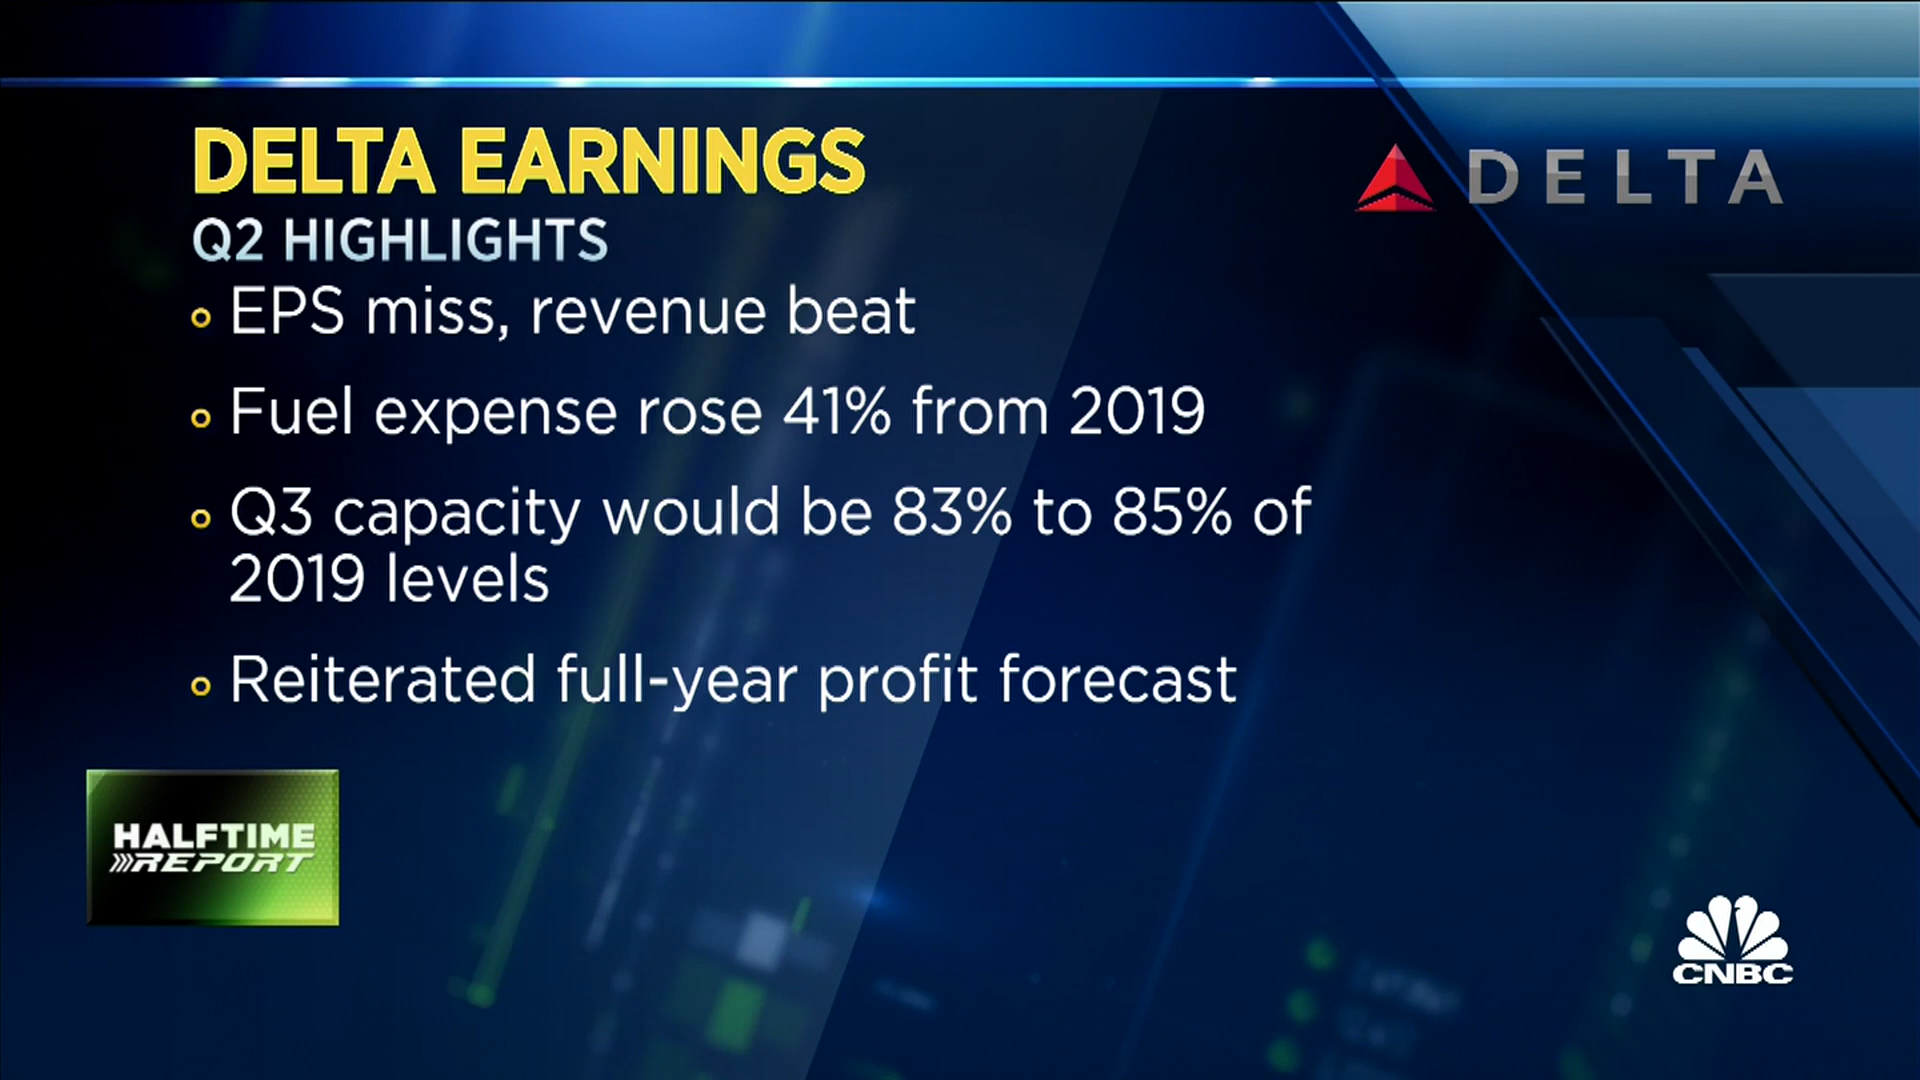 DELTA EARNINGS
DELTA
Q2 HIGHLIGHTS
EPS miss, revenue beat
Fuel expense rose 41% from 2019
Q3 capacity would be 83% to 85% of
2019 levels
Reiterated full-year profit forecast
HALFTIME
REPORT
CNBC